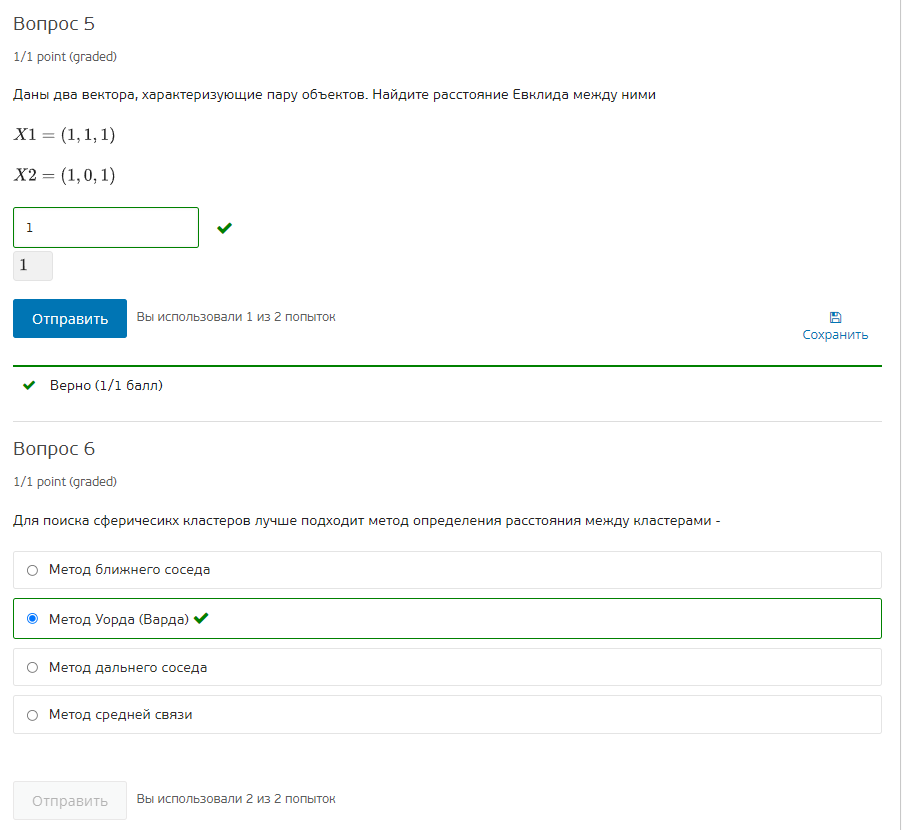 Вопрос 5
1/1 point (graded)
Даны два вектора, характеризующие пару объектов. Найдите расстояние Евклида между ними
X1 = (1, 1, 1)
X2 = (1, 0, 1)
1
1
Отправить
Вы использовали 1 из 2 попыток
Сохранить
Верно (1/1 балл)
Вопрос 6
1/1 point (graded)
Для поиска сферичесикх кластеров лучше подходит метод определения расстояния между кластерами -
Метод ближнего соседа
Метод Уорда (Варда)
Метод дальнего соседа
Метод средней связи
Отправить
Вы использовали 2 из 2 попыток